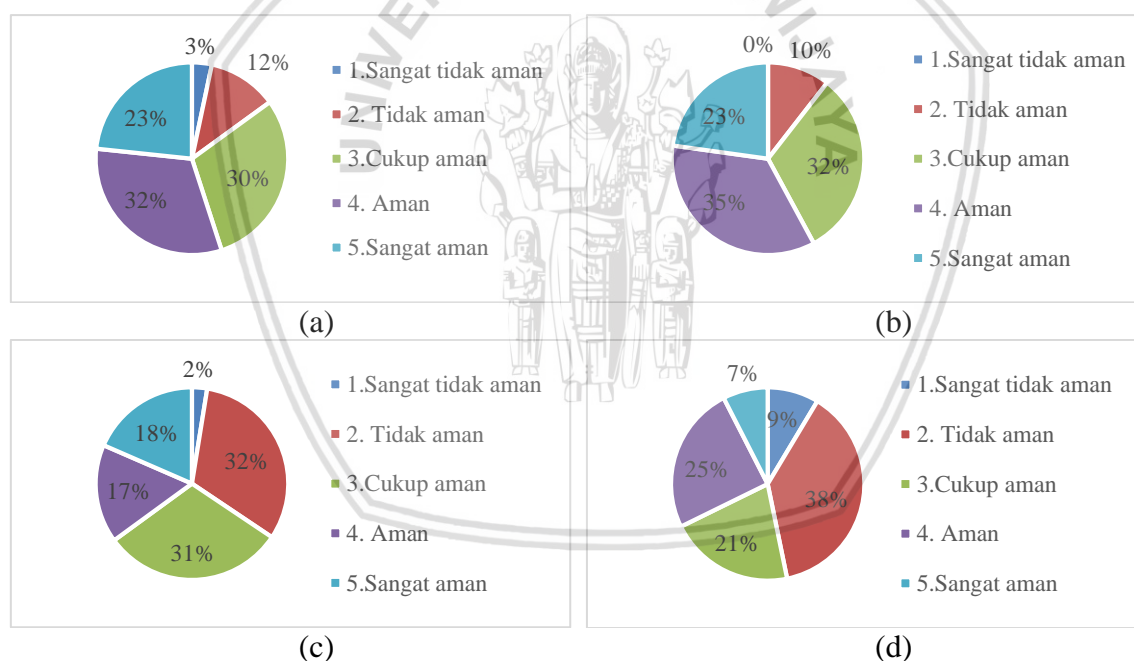 3%
12%
23%
30%
32%
1.Sangat tidak aman
2. Tidak aman
3.Cukup aman
4. Aman
5.Sangat aman
(a)
0%
10%
23%
32%
35%
1.Sangat tidak aman
2. Tidak aman
3.Cukup aman
4. Aman
5.Sangat aman
(b)
2%
18%
32%
17%
31%
1.Sangat tidak aman
2. Tidak aman
3.Cukup aman
4. Aman
5.Sangat aman
(c)
7%
9%
25%
38%
21%
1.Sangat tidak aman
2. Tidak aman
3.Cukup aman
4. Aman
5.Sangat aman
(d)